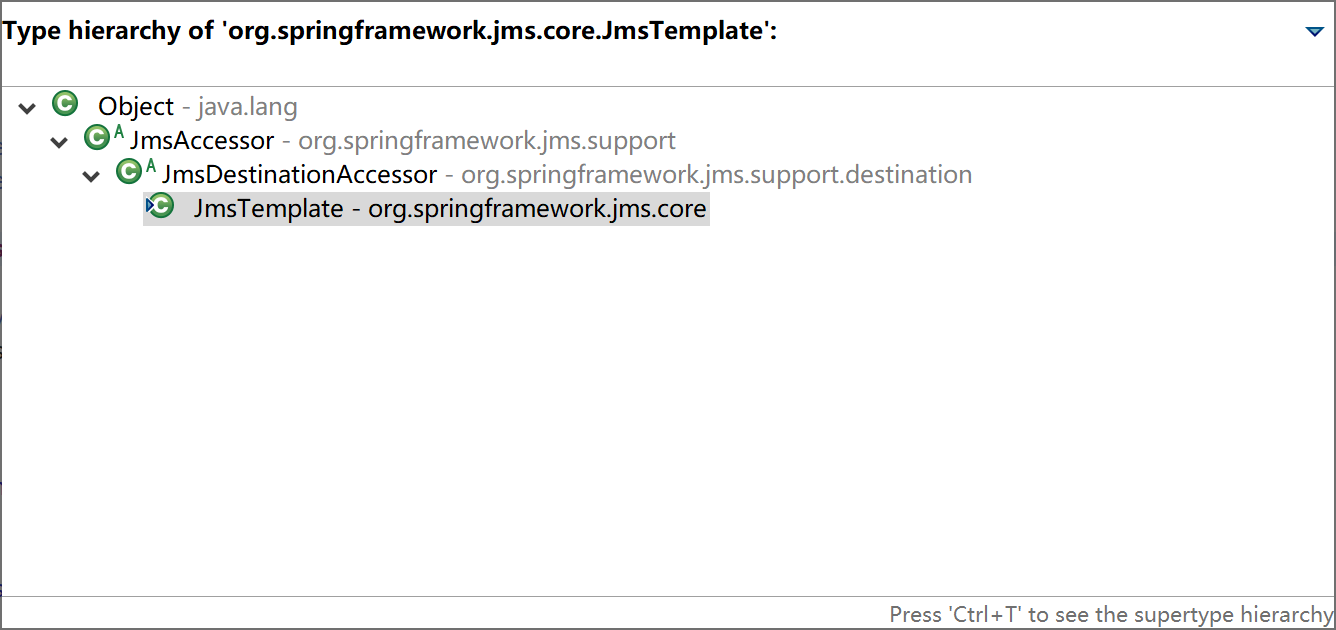 Type hierarchy of 'org.springframework.jms.core.JmsTemplate':
Object - java.lang
JmsAccessor - org.springframework.jms.support
JmsDestinationAccessor - org.springframework.jms.support.destination
JmsTemplate - org.springframework.jms.core
Press 'Ctrl+T' to see the supertype hierarchy